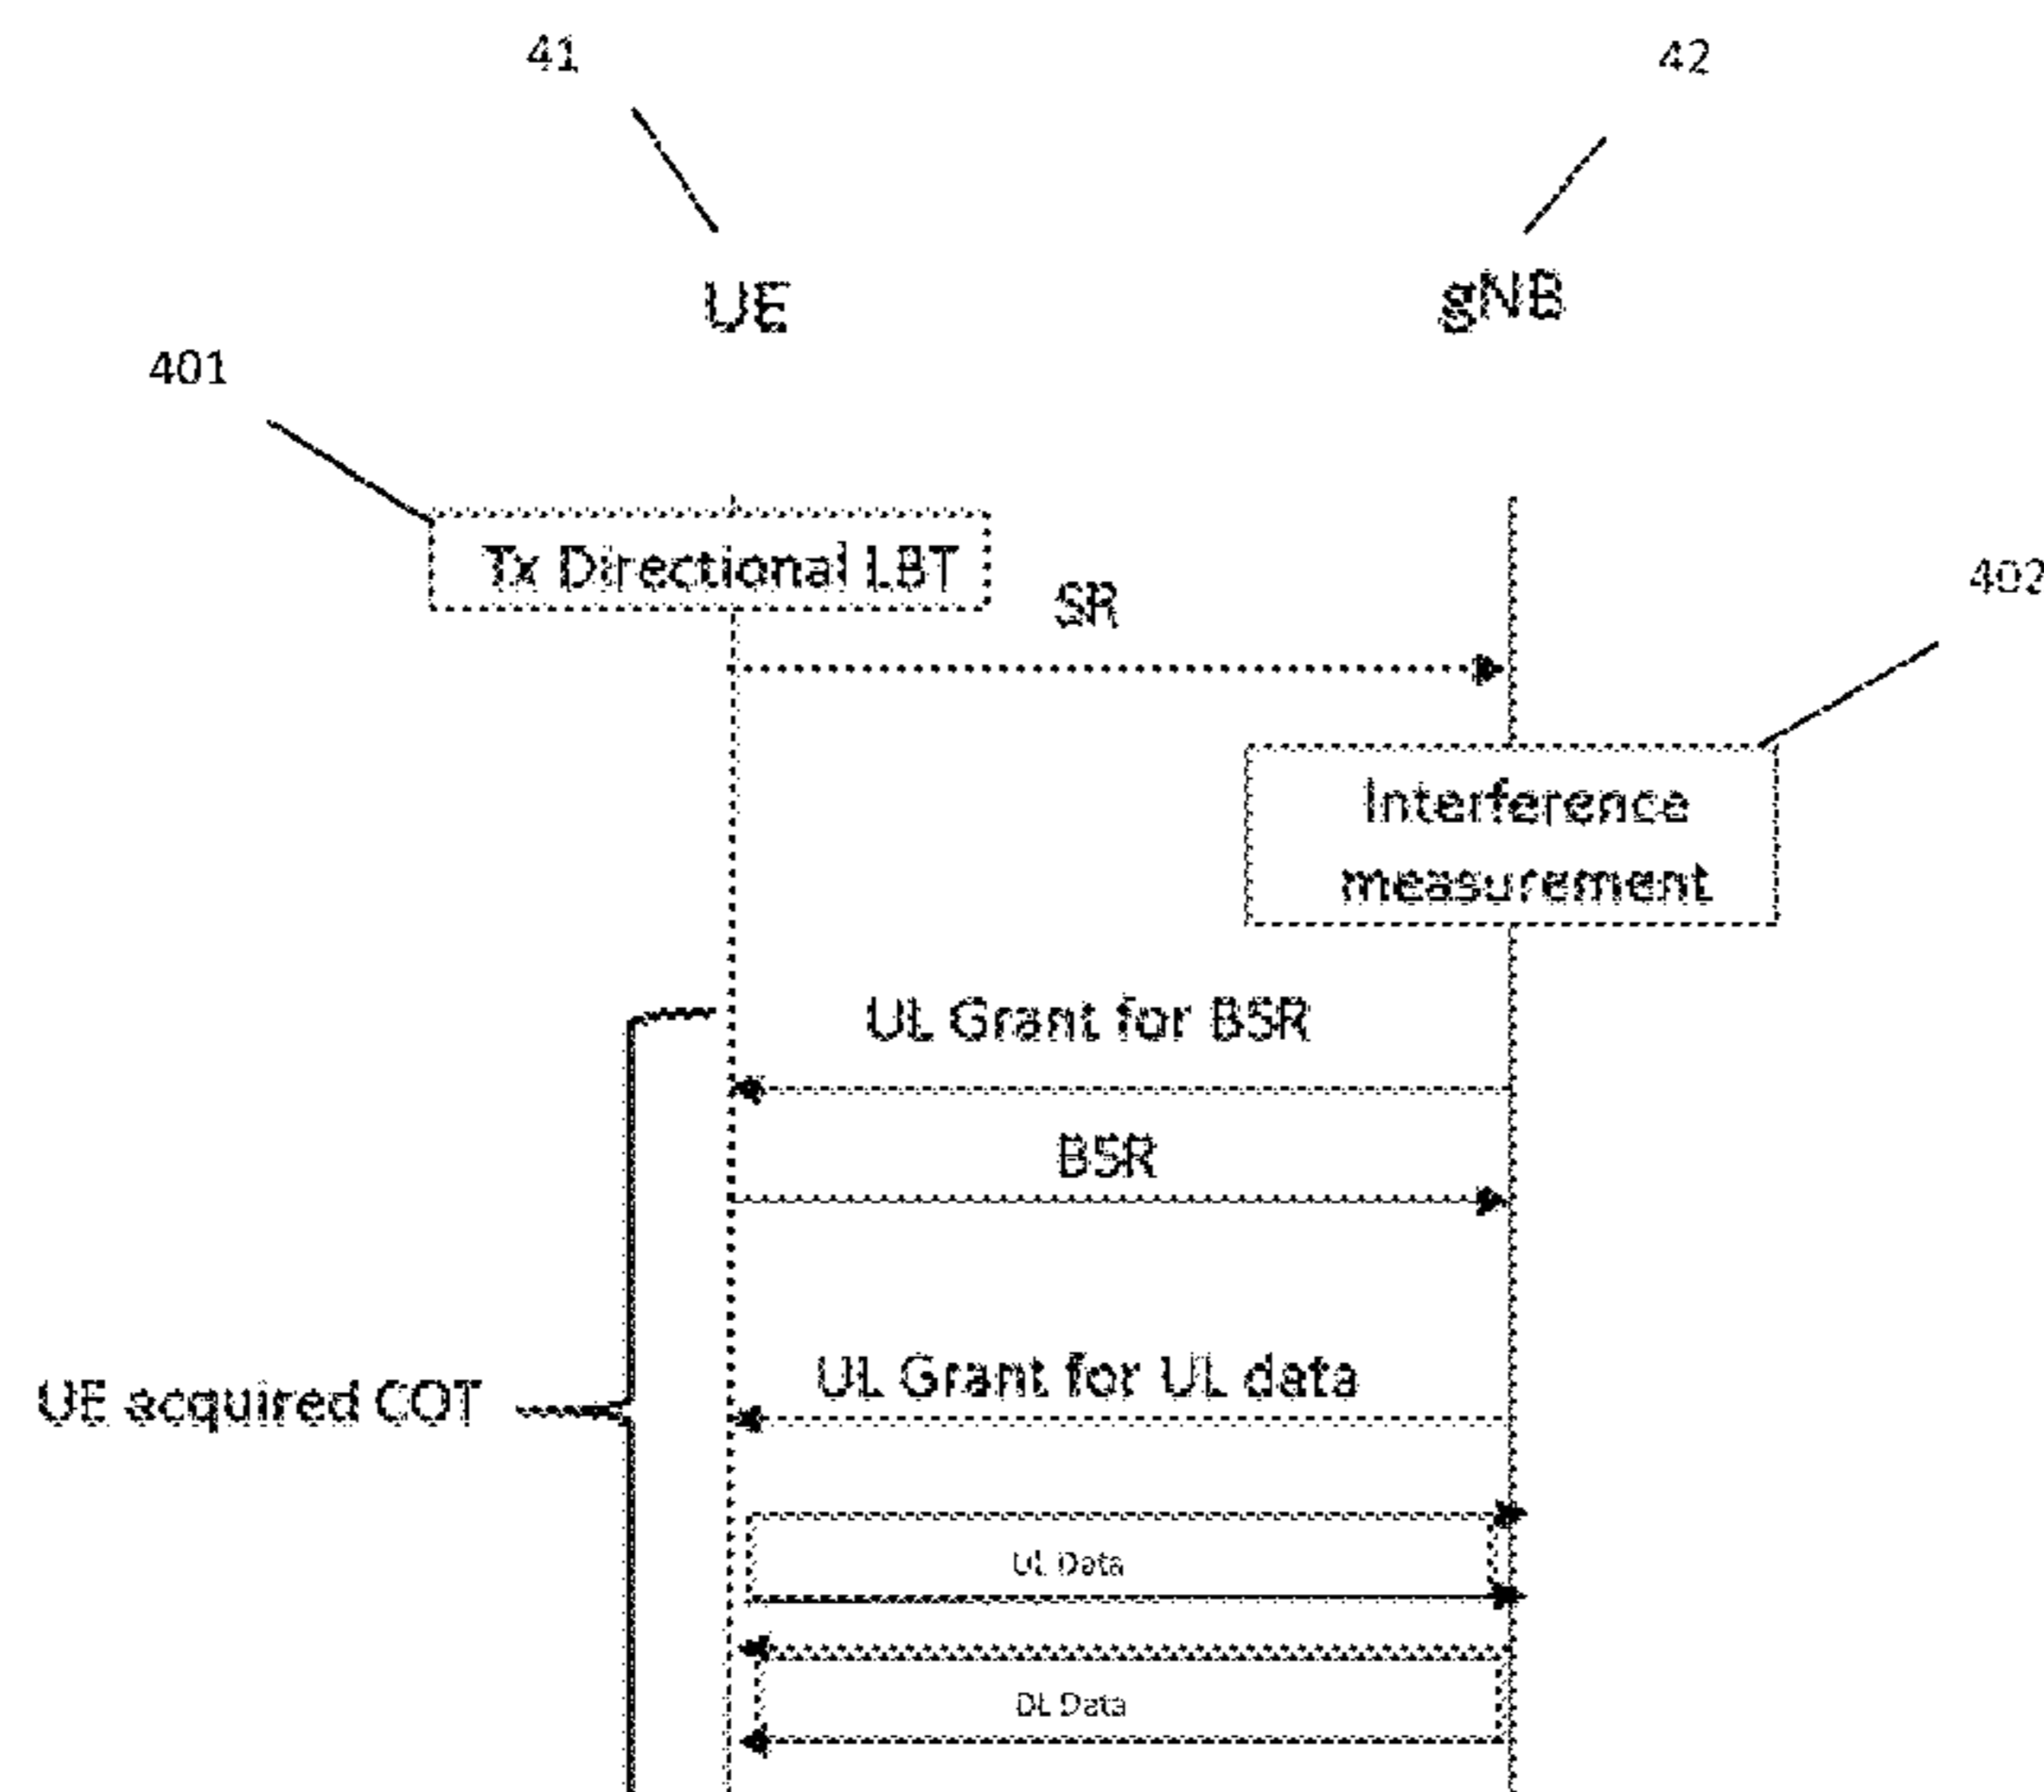 41
42
UE
gNB
401
Tx Directional LBT
SR
402
Interference
measurement
UL Grant for BSR
BSR
UL Grant for UL data
UE acquired COT
UL Data
DL Data